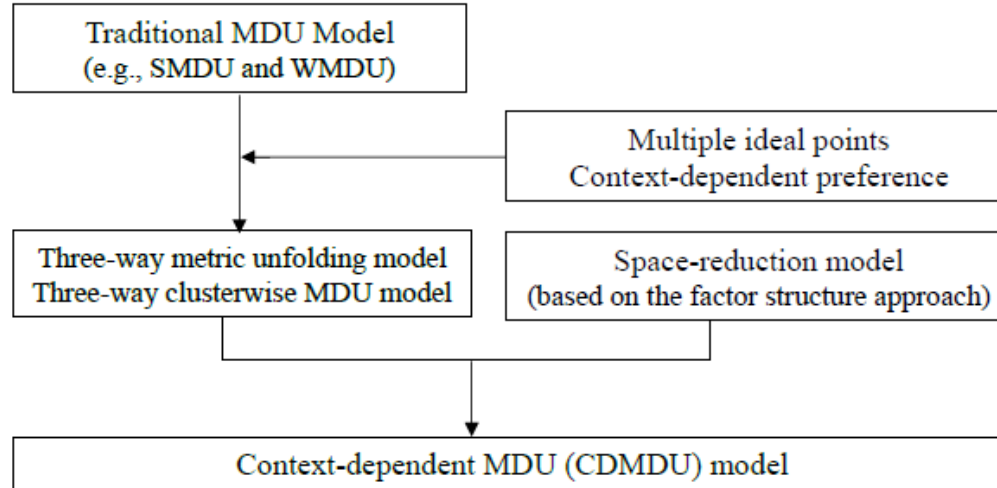 Traditional MDU Model
(e.g., SMDU and WMDU)
Multiple ideal points
Context-dependent preference
Three-way metric unfolding model
Three-way clusterwise MDU model
Space-reduction model
(based on the factor structure approach)
Context-dependent MDU (CDMDU) model